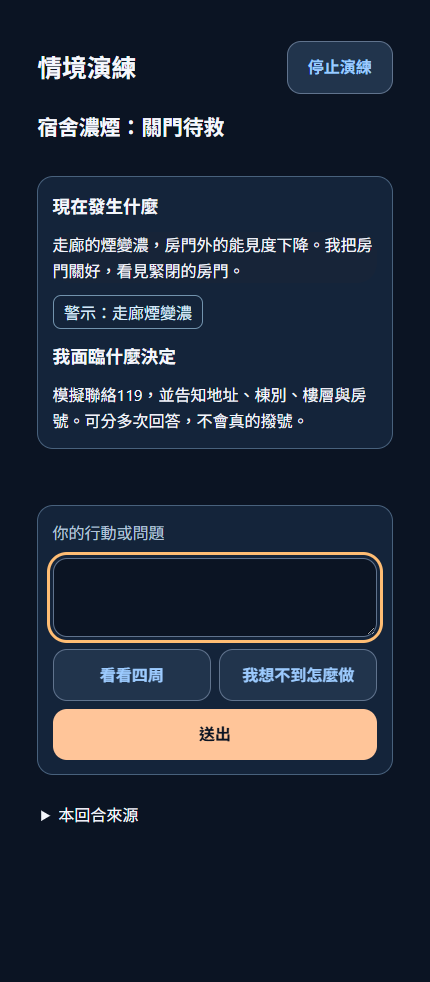 情境演練
停止演練
宿舍濃煙：關門待救
現在發生什麼
走廊的煙變濃，房門外的能見度下降。我把房
門關好，看見緊閉的房門。
警示：走廊煙變濃
我面臨什麼決定
模擬聯絡119，並告知地址、棟別、樓層與房
號。可分多次回答，不會真的撥號。
你的行動或問題
看看四周
我想不到怎麼做
送出
▶ 本回合來源